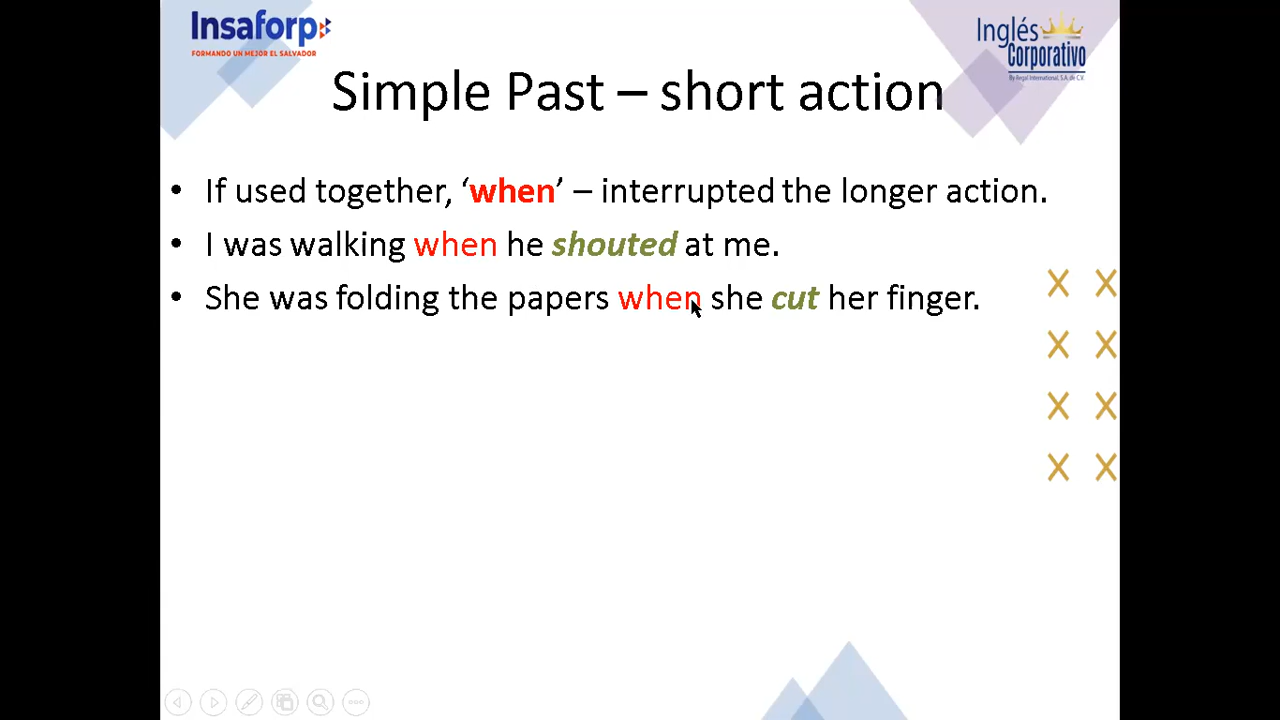 Insaforp
FORMANDO UN MEJOR EL SALVADOR
Inglés
Corporativo
By Regal International, S.A. de C.V.
Simple Past – short action
• If used together, ‘when’ – interrupted the longer action.
• I was walking when he shouted at me.
• She was folding the papers when she cut her finger.